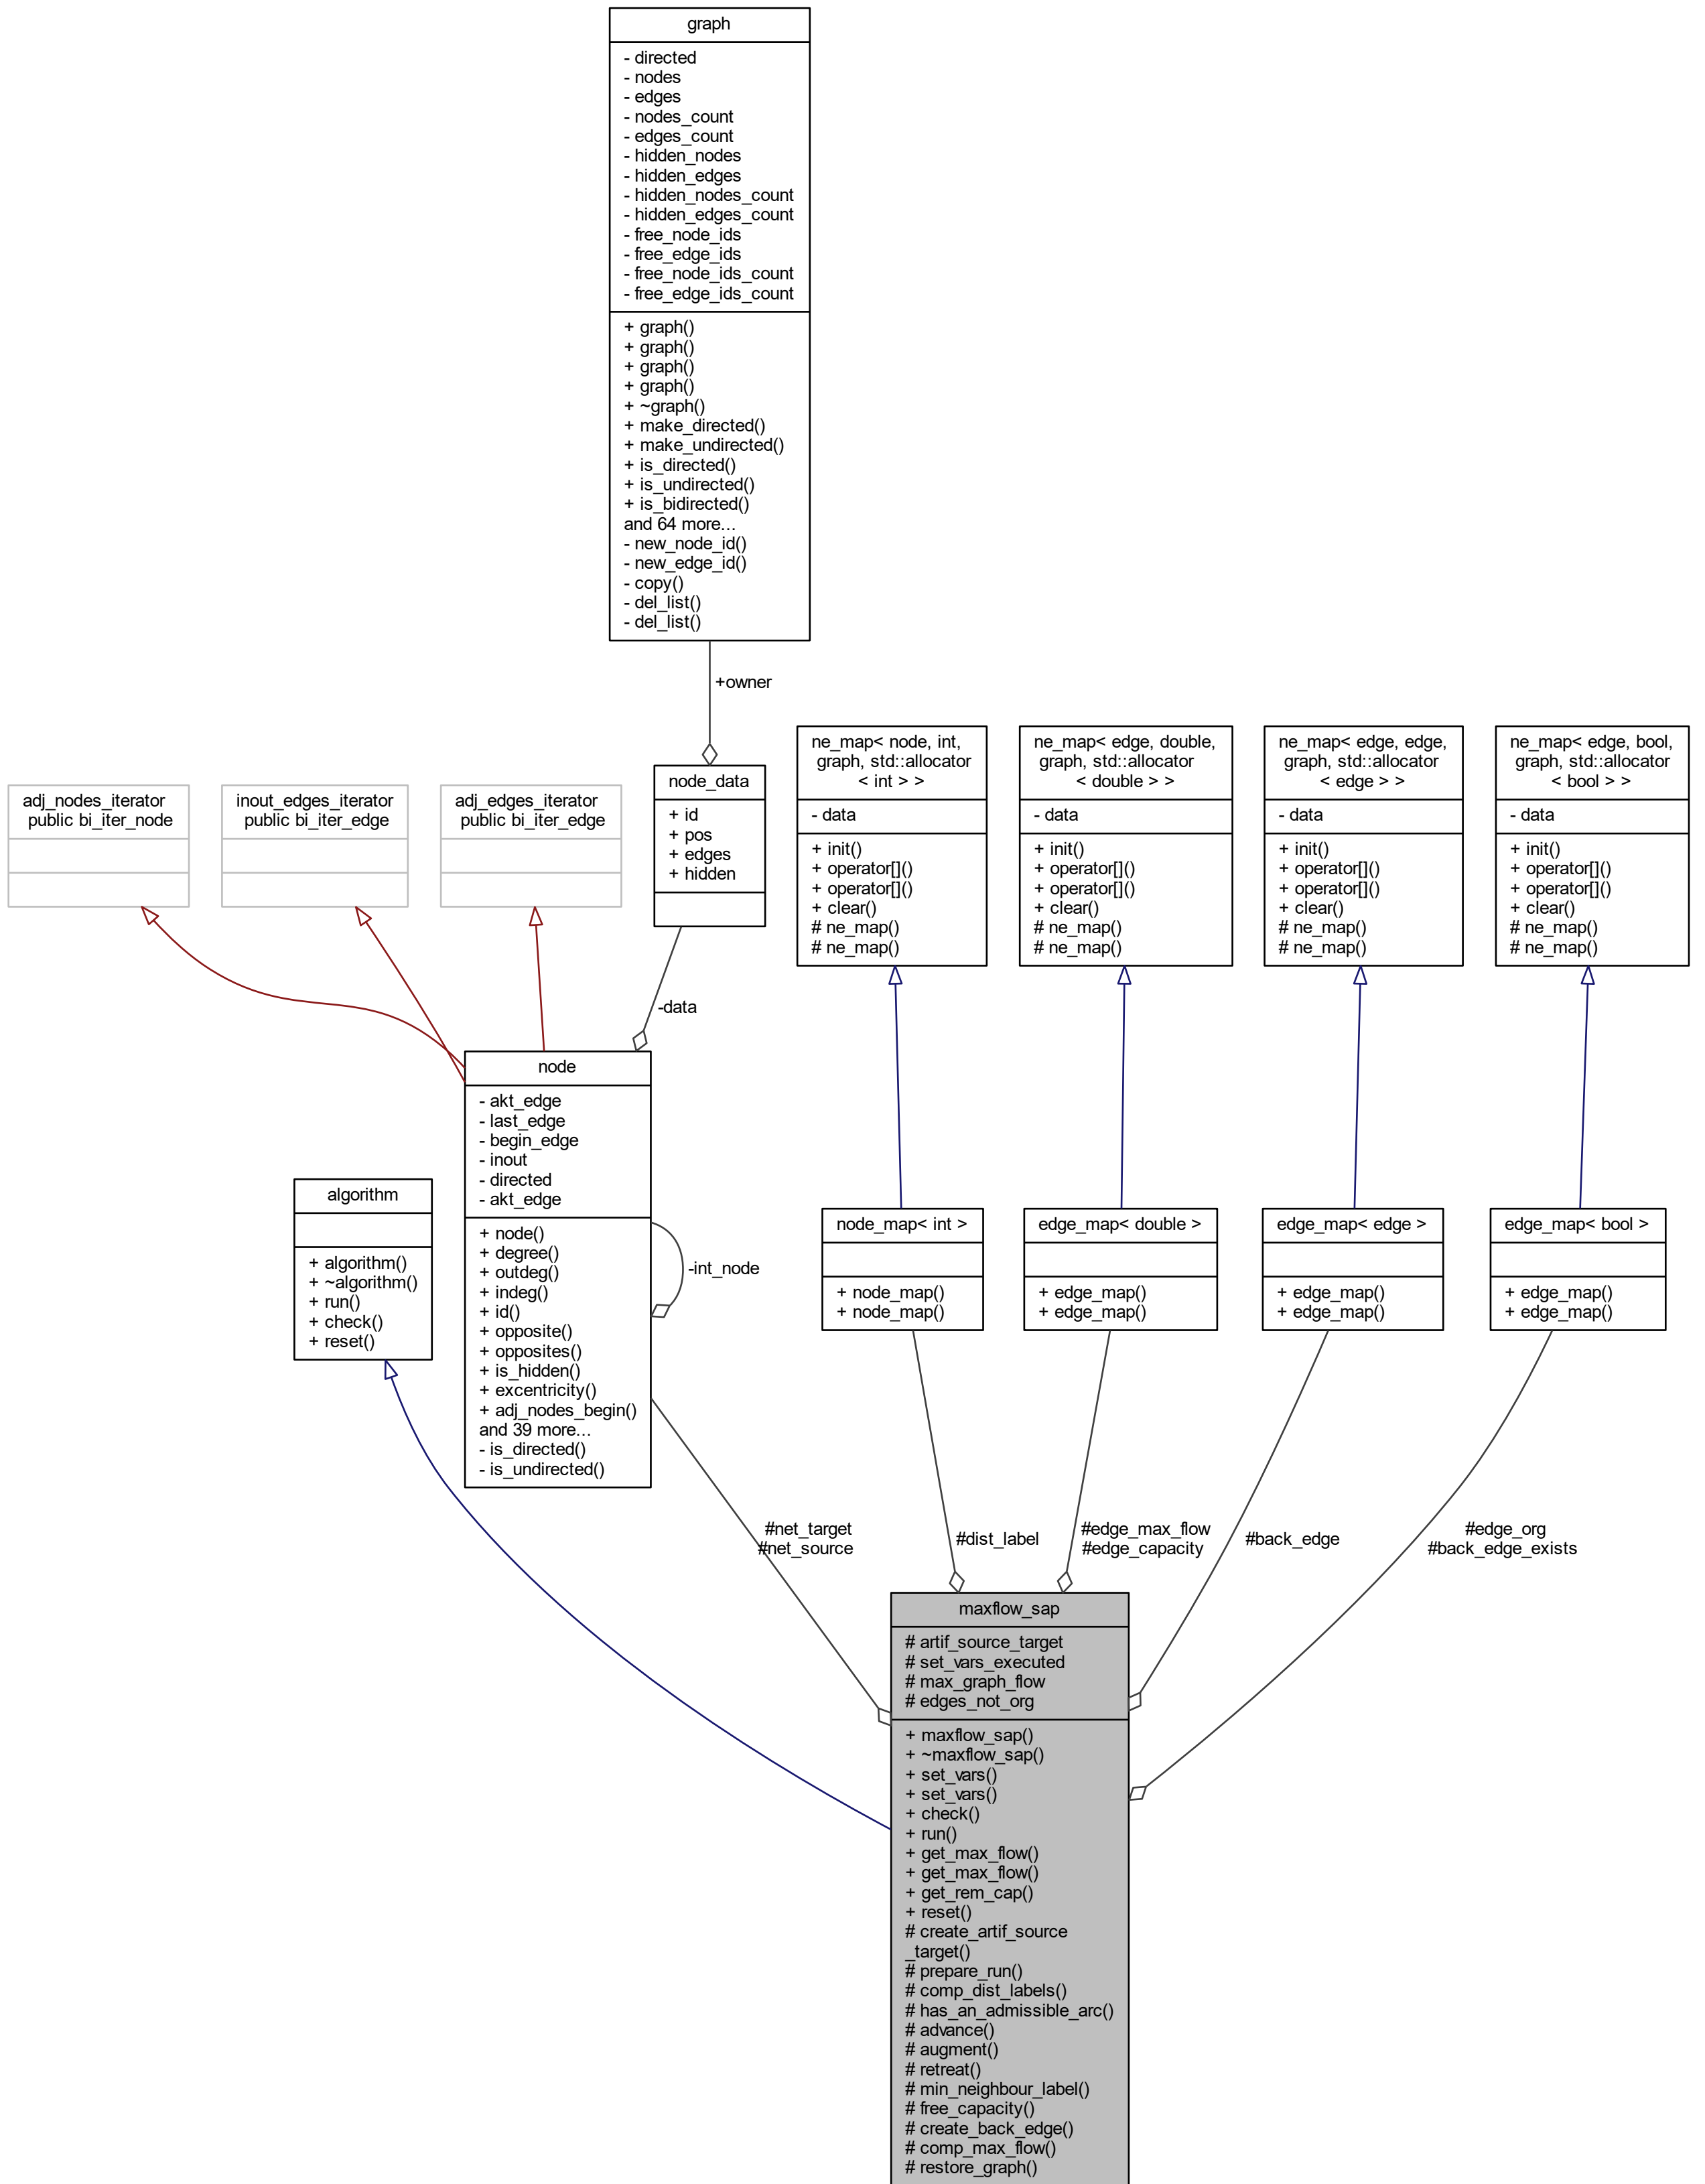 graph
- directed
- nodes
- edges
- nodes_count
- edges_count
- hidden_nodes
- hidden_edges
- hidden_nodes_count
- hidden_edges_count
- free_node_ids
- free_edge_ids
- free_node_ids_count
- free_edge_ids_count
+ graph()
+ graph()
+ graph()
+ graph()
+ ~graph()
+ make_directed()
+ make_undirected()
+ is_directed()
+ is_undirected()
+ is_bidirected()
and 64 more...
- new_node_id()
- new_edge_id()
- copy()
- del_list()
- del_list()
+owner
adj_nodes_iterator
public bi_iter_node
inout_edges_iterator
public bi_iter_edge
adj_edges_iterator
public bi_iter_edge
node_data
+ id
+ pos
+ edges
+ hidden
ne_map< node, int,
graph, std::allocator
< int > >
- data
+ init()
+ operator[]()
+ operator[]()
+ clear()
# ne_map()
# ne_map()
ne_map< edge, double,
graph, std::allocator
< double > >
- data
+ init()
+ operator[]()
+ operator[]()
+ clear()
# ne_map()
# ne_map()
ne_map< edge, edge,
graph, std::allocator
< edge > >
- data
+ init()
+ operator[]()
+ operator[]()
+ clear()
# ne_map()
# ne_map()
ne_map< edge, bool,
graph, std::allocator
< bool > >
- data
+ init()
+ operator[]()
+ operator[]()
+ clear()
# ne_map()
# ne_map()
-data
node
- akt_edge
- last_edge
- begin_edge
- inout
- directed
- akt_edge
+ node()
+ degree()
+ outdeg()
+ indeg()
+ id()
+ opposite()
+ opposites()
+ is_hidden()
+ excentricity()
+ adj_nodes_begin()
and 39 more...
- is_directed()
- is_undirected()
-int_node
algorithm
+ algorithm()
+ ~algorithm()
+ run()
+ check()
+ reset()
node_map< int >
+ node_map()
+ node_map()
edge_map< double >
+ edge_map()
+ edge_map()
edge_map< edge >
+ edge_map()
+ edge_map()
edge_map< bool >
+ edge_map()
+ edge_map()
#net_target
#net_source
#dist_label
#edge_max_flow
#edge_capacity
#back_edge
#edge_org
#back_edge_exists
maxflow_sap
# artif_source_target
# set_vars_executed
# max_graph_flow
# edges_not_org
+ maxflow_sap()
+ ~maxflow_sap()
+ set_vars()
+ set_vars()
+ check()
+ run()
+ get_max_flow()
+ get_max_flow()
+ get_rem_cap()
+ reset()
# create_artif_source
_target()
# prepare_run()
# comp_dist_labels()
# has_an_admissible_arc()
# advance()
# augment()
# retreat()
# min_neighbour_label()
# free_capacity()
# create_back_edge()
# comp_max_flow()
# restore_graph()